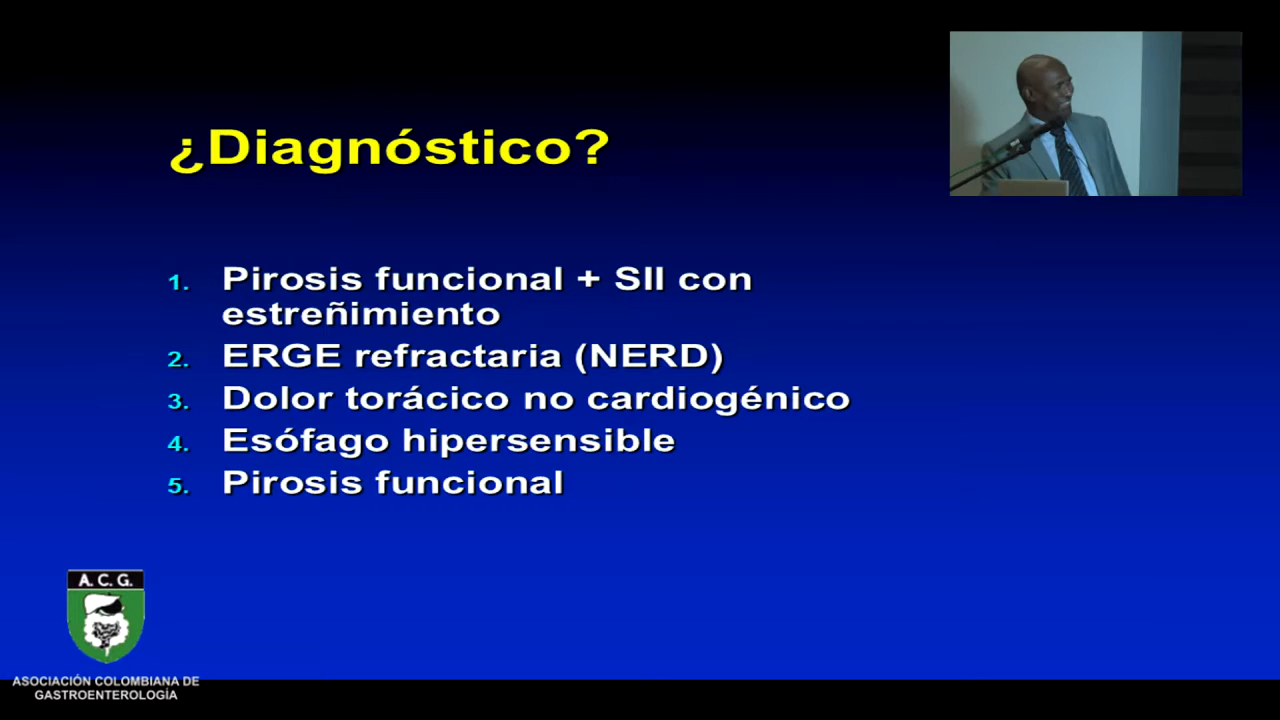 ¿Diagnóstico?
1. Pirosis funcional + SII con
estreñimiento
2. ERGE refractaria (NERD)
3. Dolor torácico no cardiogénico
4. Esófago hipersensible
5. Pirosis funcional
A. C. G.
ASOCIACIÓN COLOMBIANA DE
GASTROENTEROLOGÍA